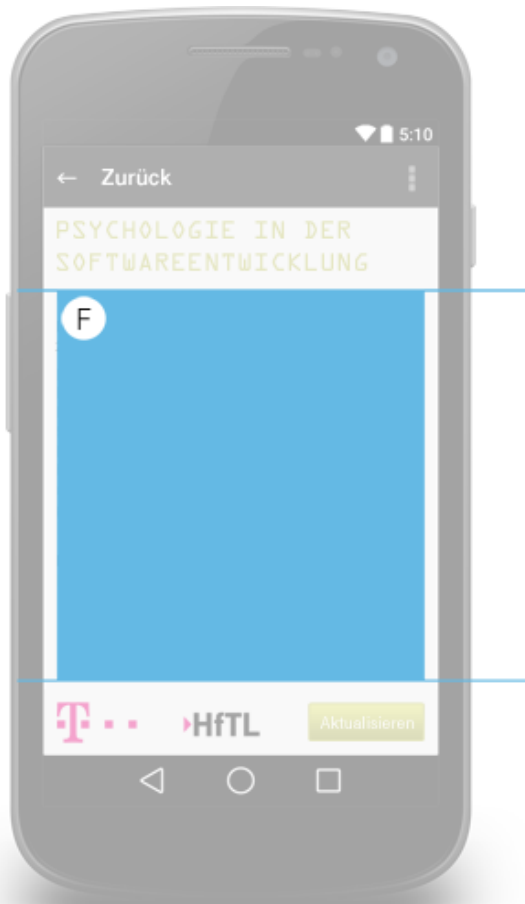 5:10
← Zurück
PSYCHOLOGIE IN DER
SOFTWAREENTWICKLUNG
F
T
HfTL
Aktualisieren